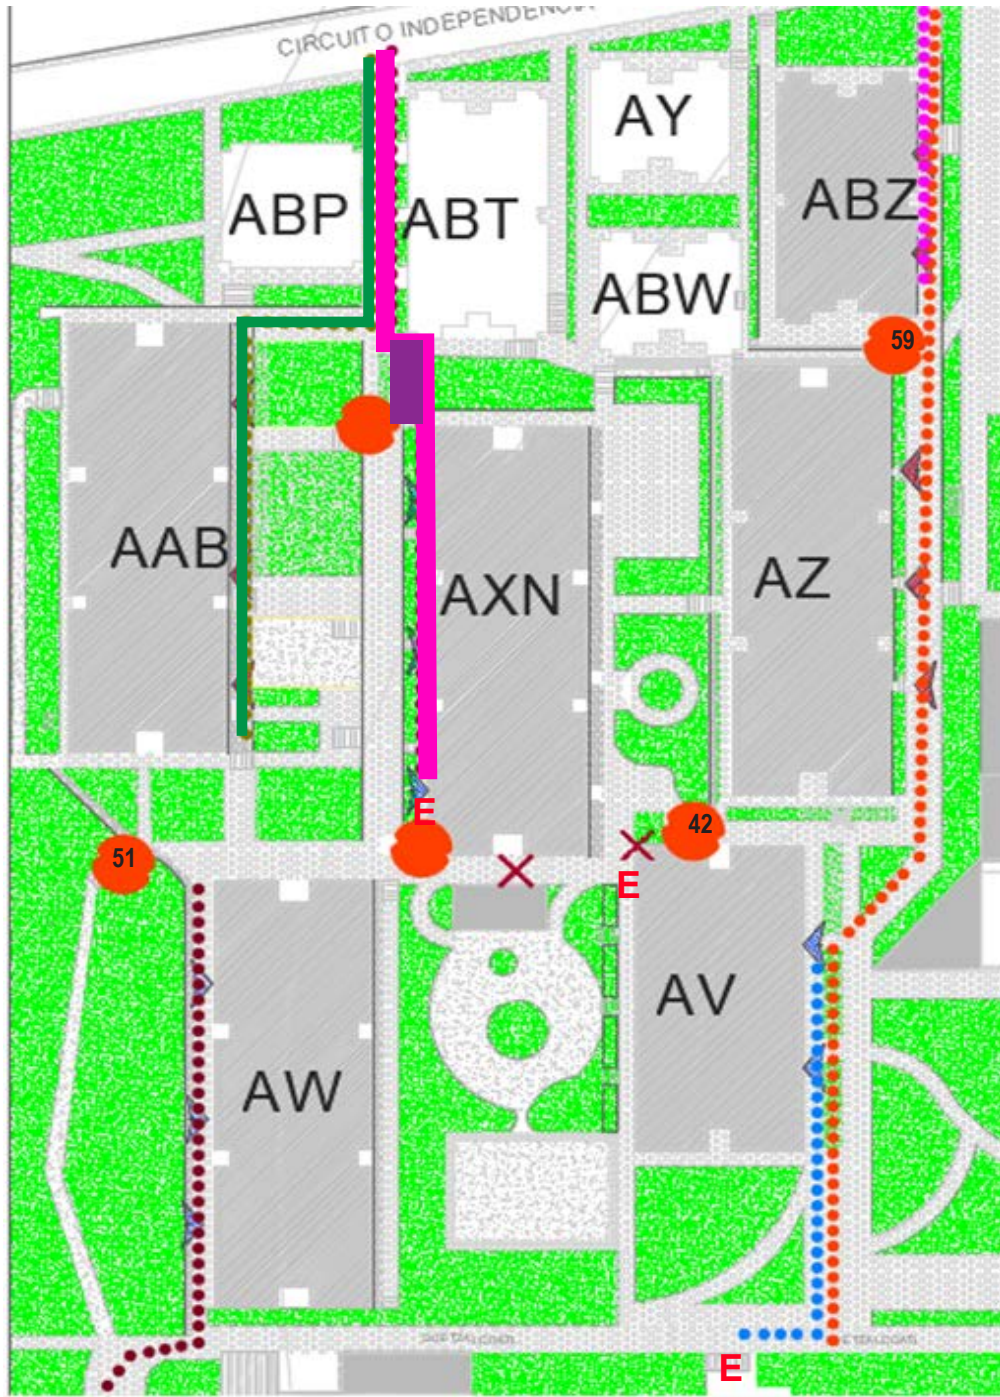 CIRCUITO INDEPENDENCIA
AY
ABP
ABT
ABZ
ABW
59
AAB
AXN
AZ
E
42
51
E
AV
AW
E